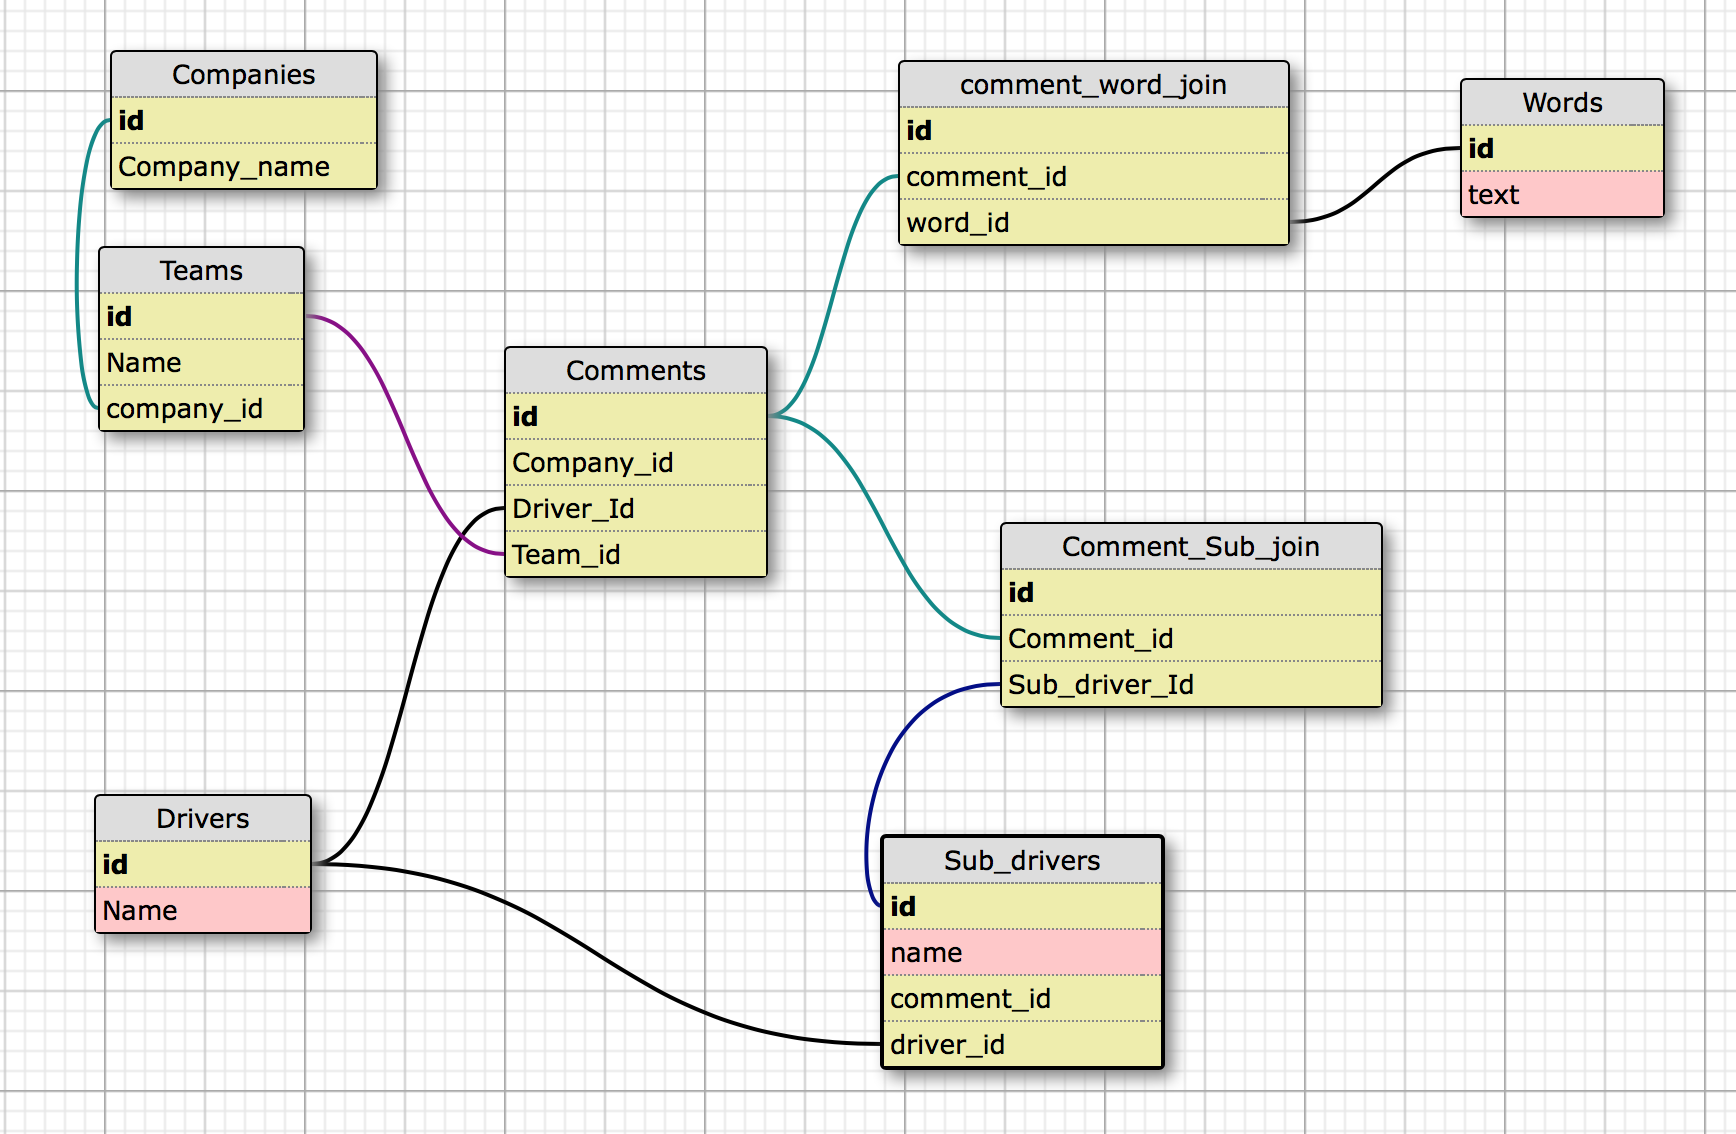 Companies
id
Company_name
Teams
id
Name
company_id
Comments
id
Company_id
Driver_Id
Team_id
Drivers
id
Name
comment_word_join
id
comment_id
word_id
Words
id
text
Comment_Sub_join
id
Comment_id
Sub_driver_Id
Sub_drivers
id
name
comment_id
driver_id